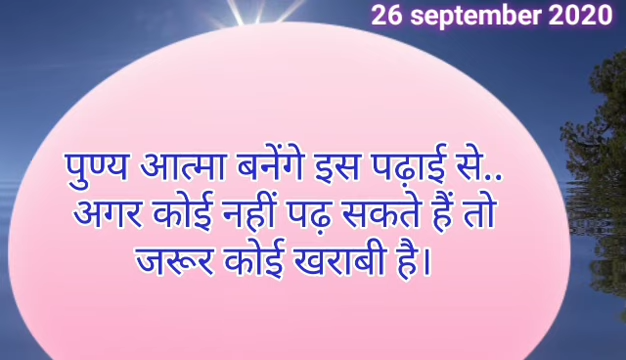 26 september 2020
पुण्य आत्मा बनेंगे इस पढ़ाई से..
अगर कोई नहीं पढ़ सकते हैं तो
जरूर कोई खराबी है।